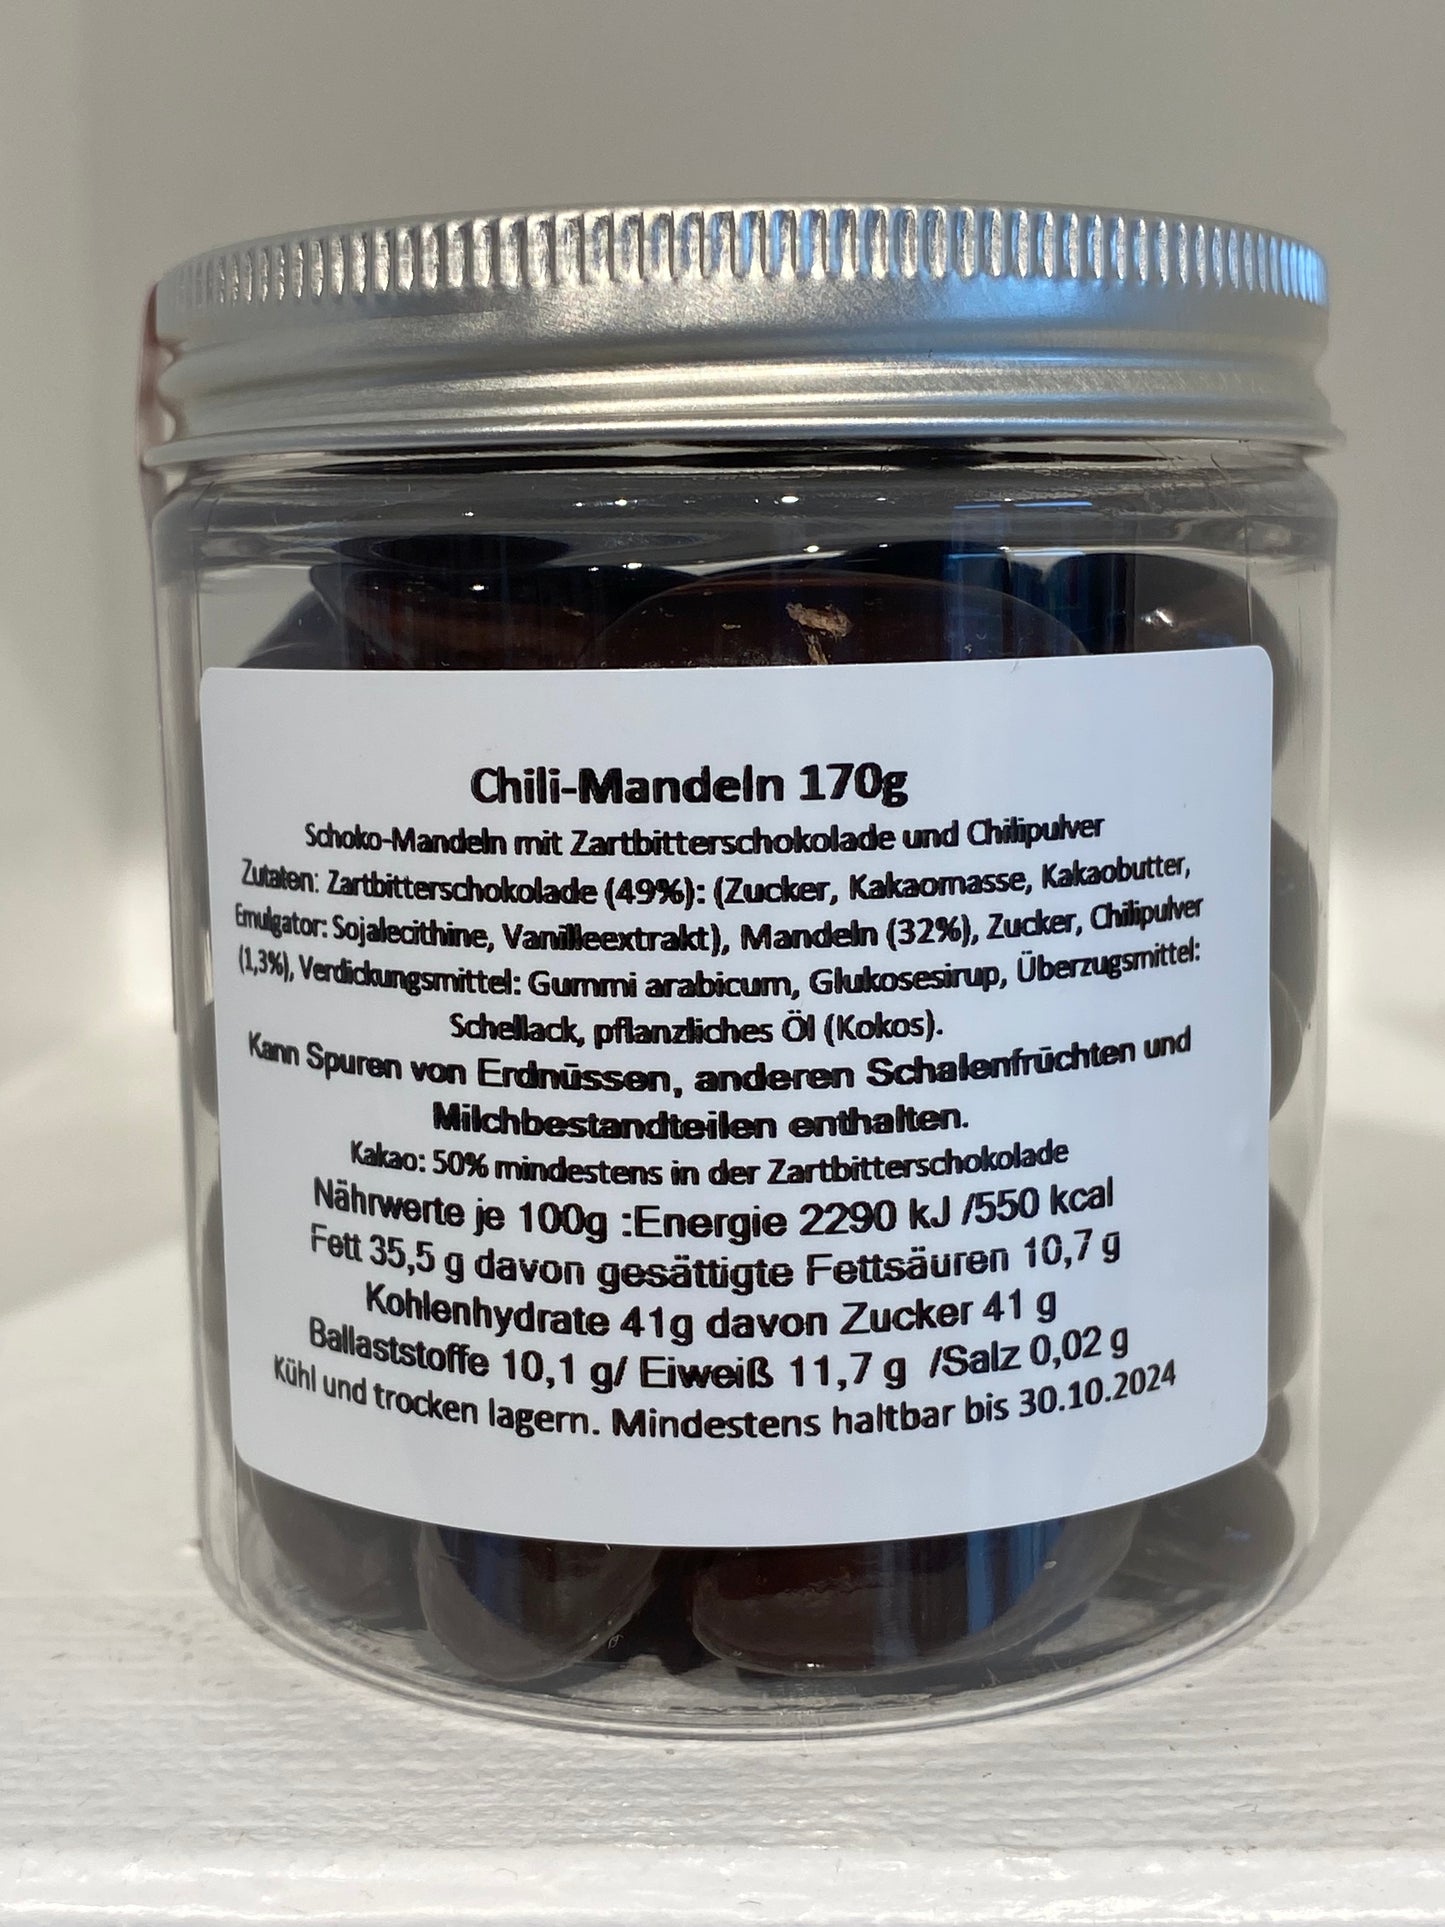 Chili-Mandeln 170g
Schoko-Mandeln mit Zartbitterschokolade und Chilipulver
Zutaten: Zartbitterschokolade (49%): (Zucker, Kakaomasse, Kakaobutter,
Emulgator: Sojalecithine, Vanilleextrakt), Mandeln (32%), Zucker, Chilipulver
(1,3%), Verdickungsmittel: Gummi arabicum, Glukosesirup, Überzugsmittel:
Schellack, pflanzliches Öl (Kokos).
Kann Spuren von Erdnüssen, anderen Schalenfrüchten und
Milchbestandteilen enthalten.
Kakao: 50% mindestens in der Zartbitterschokolade
Nährwerte je 100g :Energie 2290 kJ /550 kcal
Fett 35,5 g davon gesättigte Fettsäuren 10,7 g
Kohlenhydrate 41g davon Zucker 41 g
Ballaststoffe 10,1 g/ Eiweiß 11,7 g /Salz 0,02 g
Kühl und trocken lagern. Mindestens haltbar bis 30.10.2024